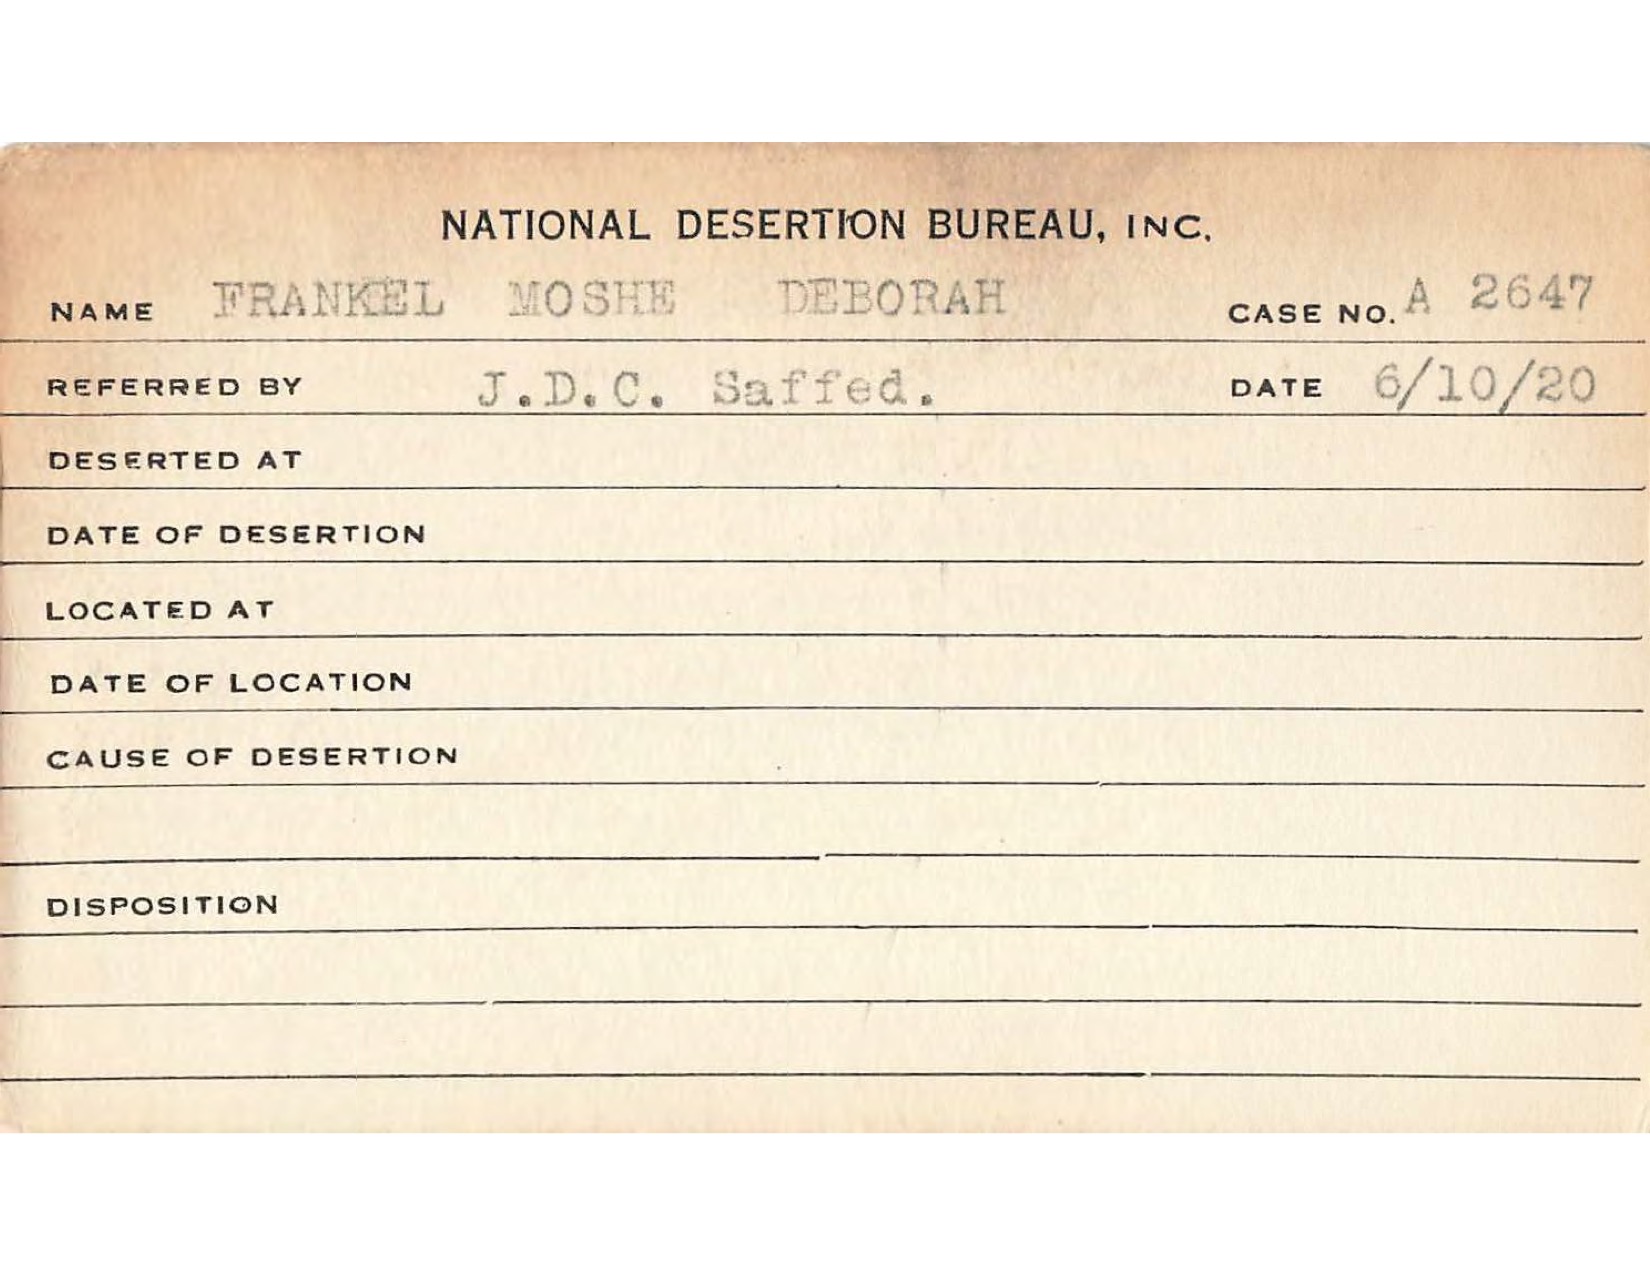 NATIONAL DESERTION BUREAU, INC.
NAME FRANKEL MOSHE DEBORAH CASE NO. A 2647
REFERRED BY J.D.C. Saffed. DATE 6/10/20
DESERTED AT
DATE OF DESERTION
LOCATED AT
DATE OF LOCATION
CAUSE OF DESERTION
DISPOSITION